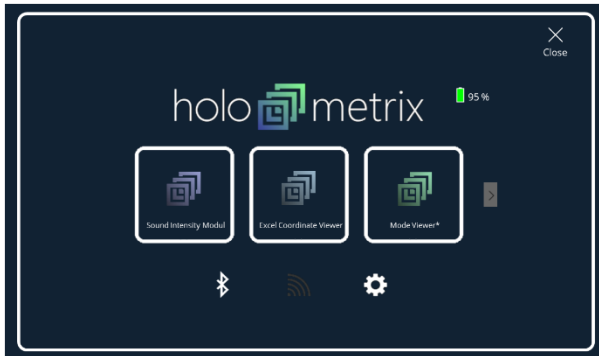 Close
holo metrix
95 %
Sound Intensity Modul
Excel Coordinate Viewer
Mode Viewer*
>